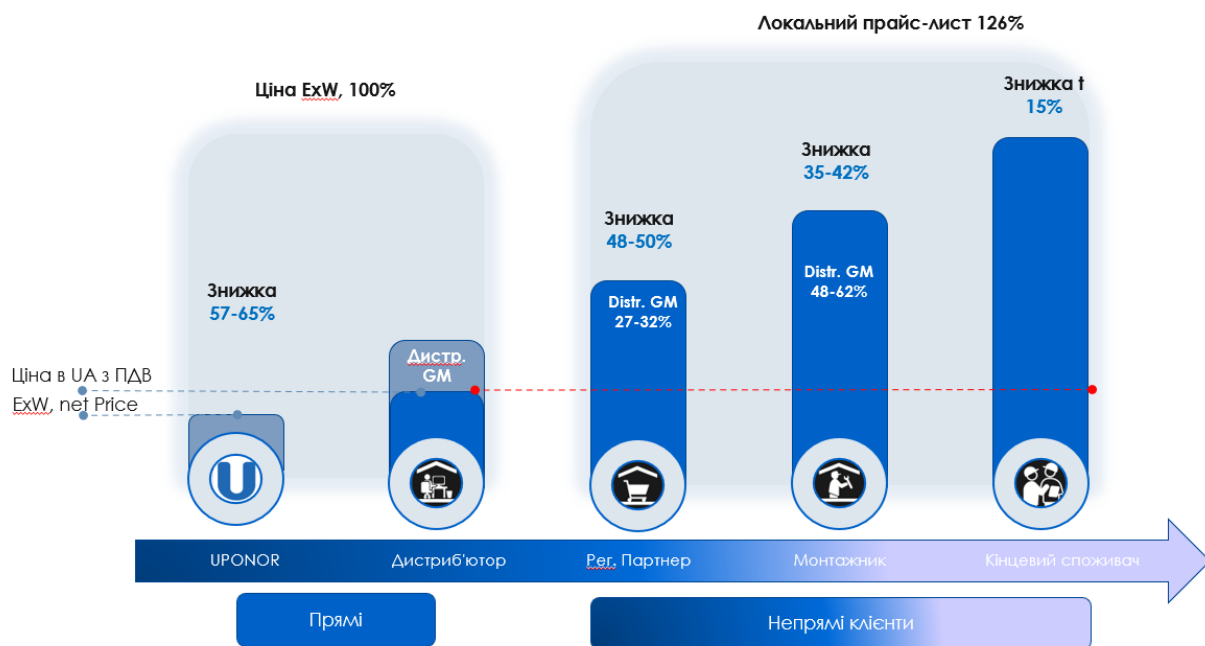 Локальний прайс-лист 126%
Ціна ExW, 100%
Знижка t
15%
Знижка
35-42%
Знижка
48-50%
Знижка
57-65%
Distr. GM
48-62%
Distr. GM
27-32%
Дистр.
GM
Ціна в UA з ПДВ
ExW, net Price
U
UPONOR
Дистриб'ютор
Рег. Партнер
Монтажник
Кінцевий споживач
Прямі
Непрямі клієнти